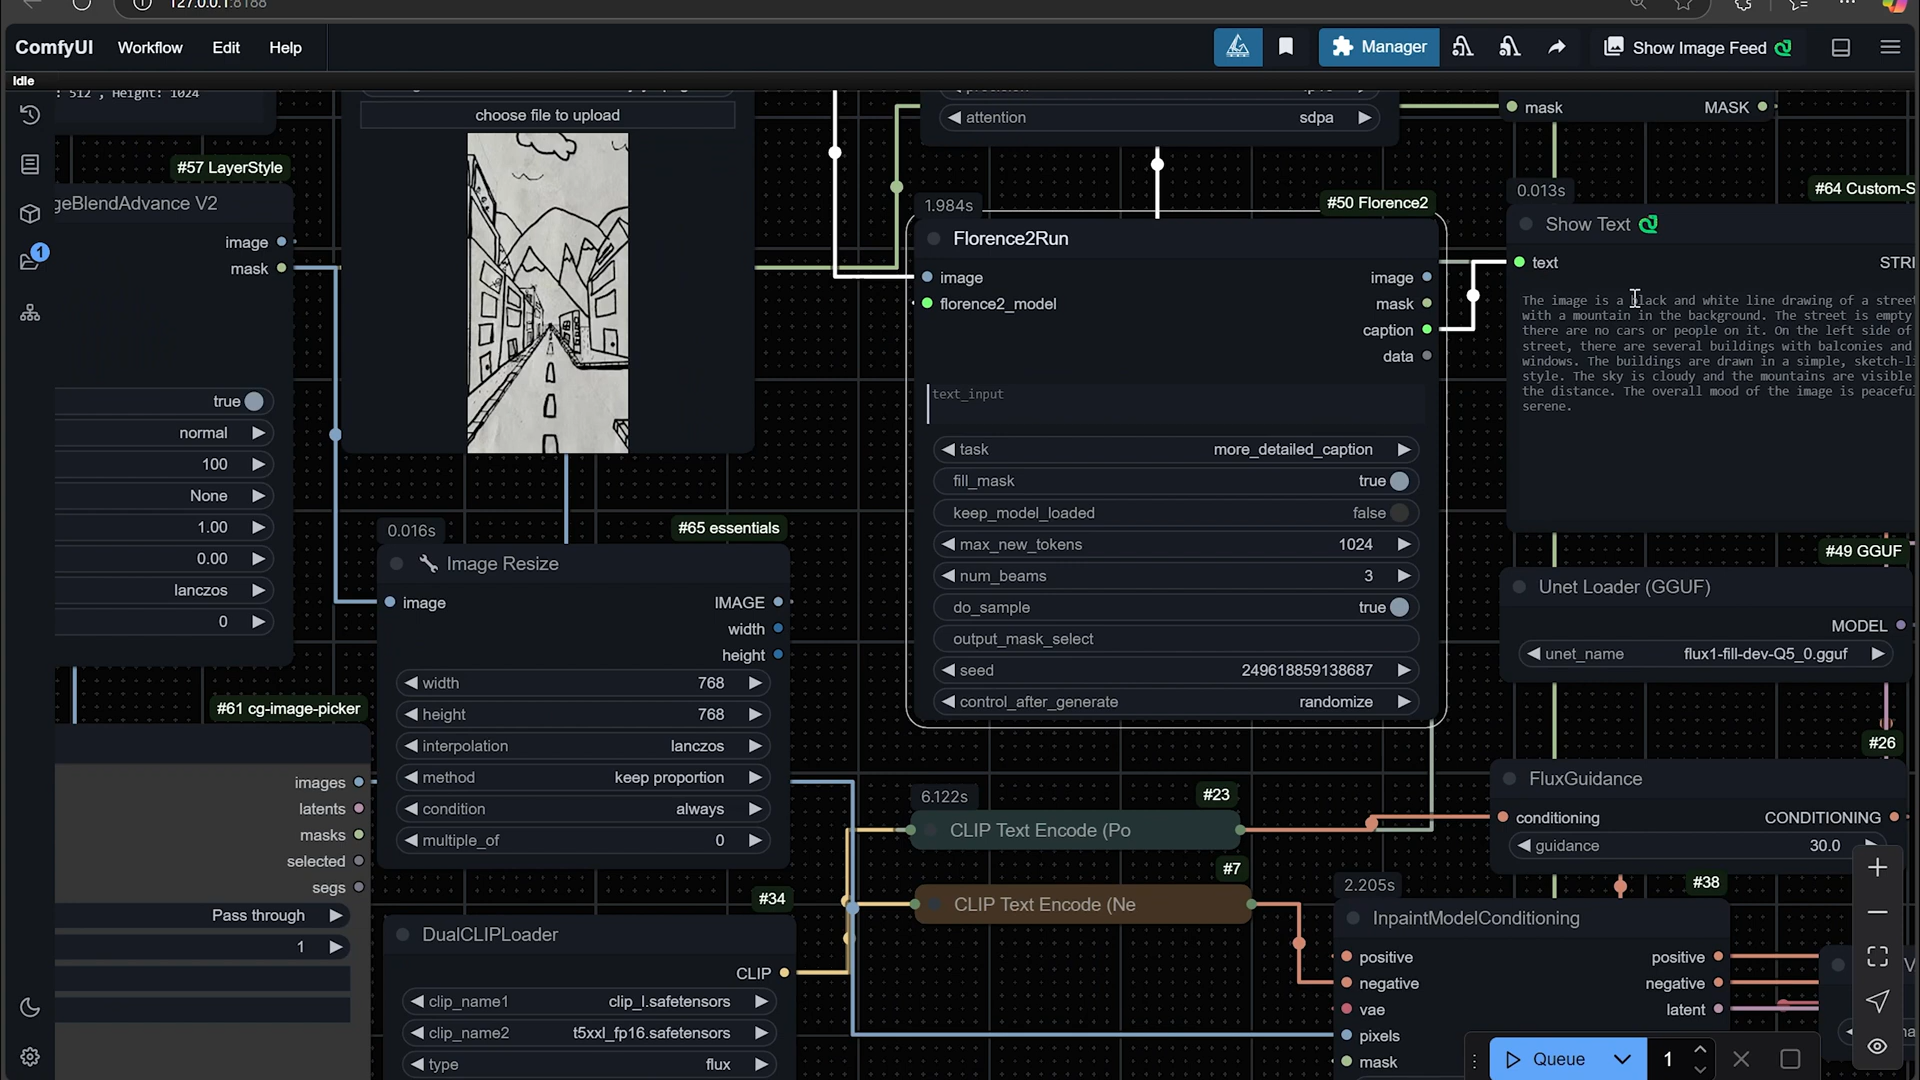 127.0.0.1:8188
ComfyUI
Workflow
Edit
Help
Manager
Show Image Feed
Idle
: 512 , Height: 1024
#57 LayerStyle
geBlendAdvance V2
image
mask
true
normal
100
None
1.00
0.00
lanczos
0
#61 cg-image-picker
images
latents
masks
selected
segs
Pass through
1
choose file to upload
0.016s
#65 essentials
Image Resize
image
IMAGE
width
height
width 768
height 768
interpolation lanczos
method keep proportion
condition always
multiple_of 0
#34
DualCLIPLoader
CLIP
clip_name1 clip_l.safetensors
clip_name2 t5xxl_fp16.safetensors
type flux
attention sdpa
1.984s
#50 Florence2
Florence2Run
image
florence2_model
image
mask
caption
data
text_input
task more_detailed_caption
fill_mask true
keep_model_loaded false
max_new_tokens 1024
num_beams 3
do_sample true
output_mask_select
seed 249618859138687
control_after_generate randomize
6.122s
#23
CLIP Text Encode (Po
#7
CLIP Text Encode (Ne
mask
MASK
0.013s
#64 Custom-S
Show Text
text
STRI
The image is a black and white line drawing of a street
with a mountain in the background. The street is empty
there are no cars or people on it. On the left side of
street, there are several buildings with balconies and
windows. The buildings are drawn in a simple, sketch-li
style. The sky is cloudy and the mountains are visible
the distance. The overall mood of the image is peacefu
serene.
#49 GGUF
Unet Loader (GGUF)
MODEL
unet_name flux1-fill-dev-Q5_0.gguf
#26
FluxGuidance
conditioning
CONDITIONING
guidance 30.0
2.205s
#38
InpaintModelConditioning
positive
negative
vae
pixels
mask
positive
negative
latent
V
na
Queue
1
1